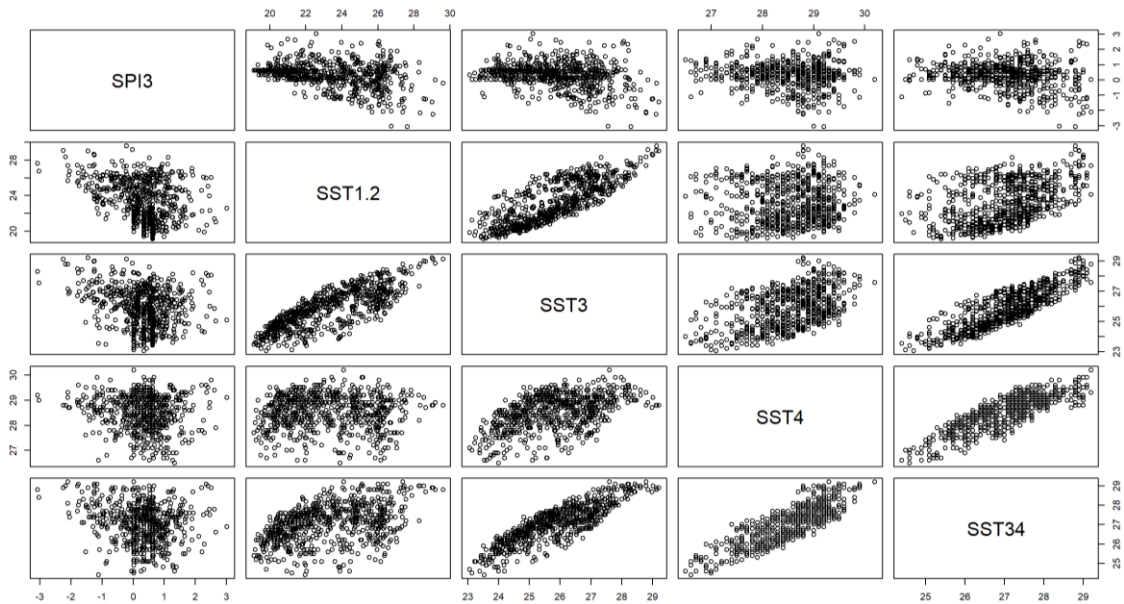 20 22 24 26 28 30 27 28 29 30
SPI3 -3 -1 0 1 2 3
20 24 28 SST1.2
SST3 23 25 27 29
27 28 29 30 SST4
SST34 25 26 27 28 29
-3 -2 -1 0 1 2 3 23 24 25 26 27 28 29 25 26 27 28 29